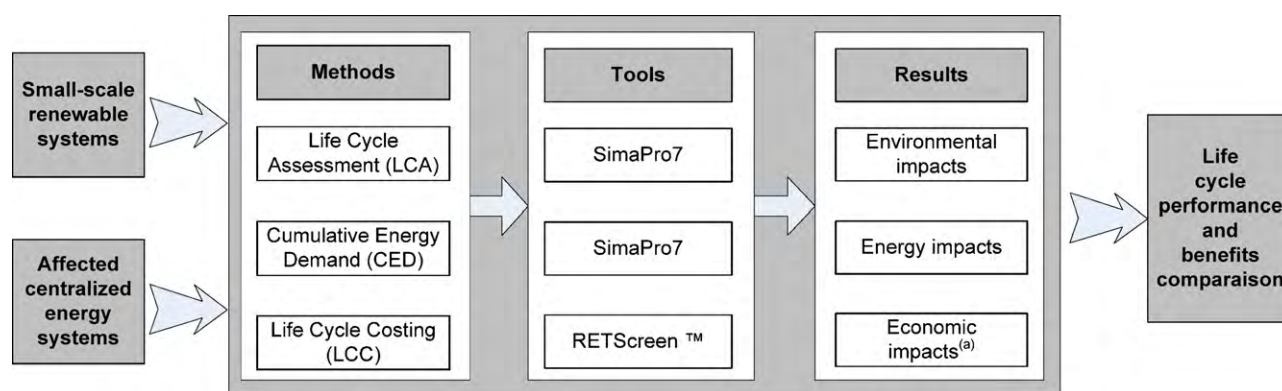 Small-scale
renewable
systems
Affected
centralized
energy
systems
Methods
Life Cycle
Assessment (LCA)
Cumulative Energy
Demand (CED)
Life Cycle Costing
(LCC)
Tools
SimaPro7
SimaPro7
RETScreen ™
Results
Environmental
impacts
Energy impacts
Economic
impacts(a)
Life
cycle
performance
and
benefits
comparaison